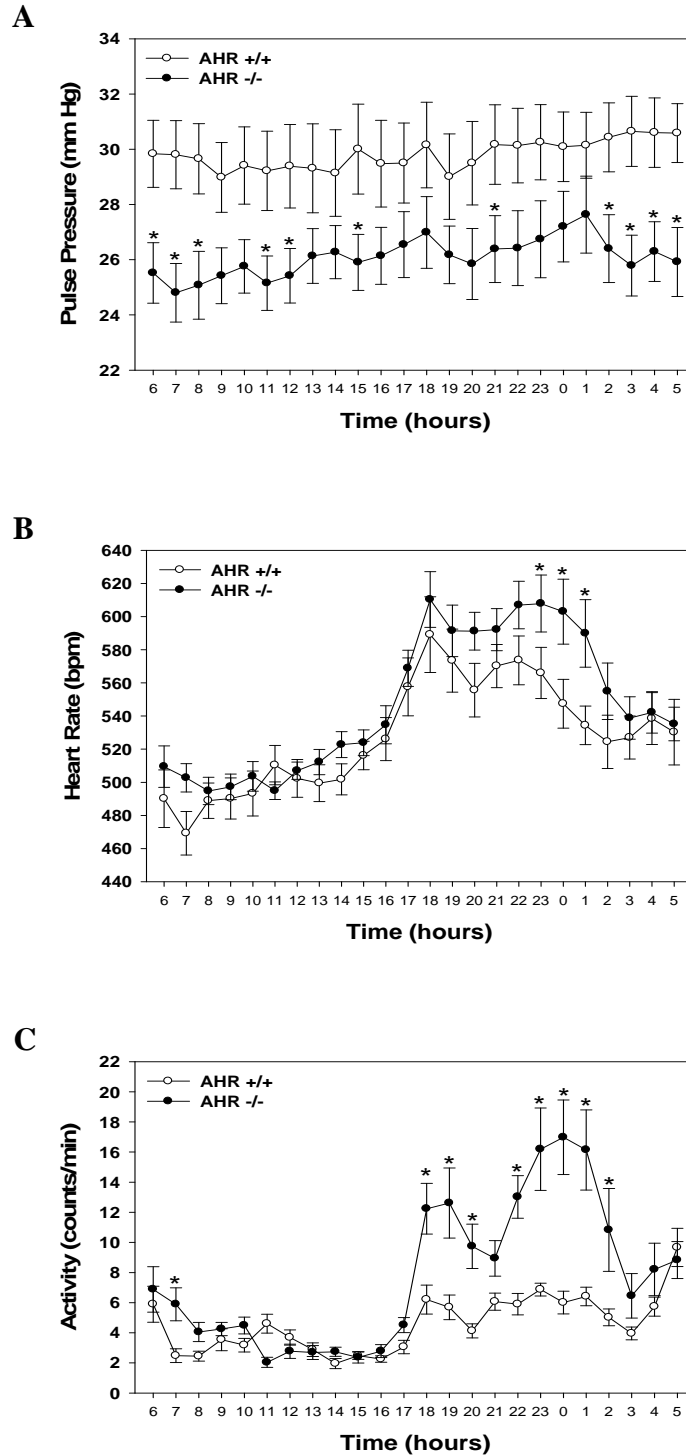 A
34
32
30
28
26
24
22
Pulse Pressure (mm Hg)
AHR +/+
AHR -/-
* * * * * * * * * * *
6 7 8 9 10 11 12 13 14 15 16 17 18 19 20 21 22 23 0 1 2 3 4 5
Time (hours)
B
640
620
600
580
560
540
520
500
480
460
440
Heart Rate (bpm)
AHR +/+
AHR -/-
* * *
6 7 8 9 10 11 12 13 14 15 16 17 18 19 20 21 22 23 0 1 2 3 4 5
Time (hours)
C
22
20
18
16
14
12
10
8
6
4
2
0
Activity (counts/min)
AHR +/+
AHR -/-
* * * * * * * * *
6 7 8 9 10 11 12 13 14 15 16 17 18 19 20 21 22 23 0 1 2 3 4 5
Time (hours)